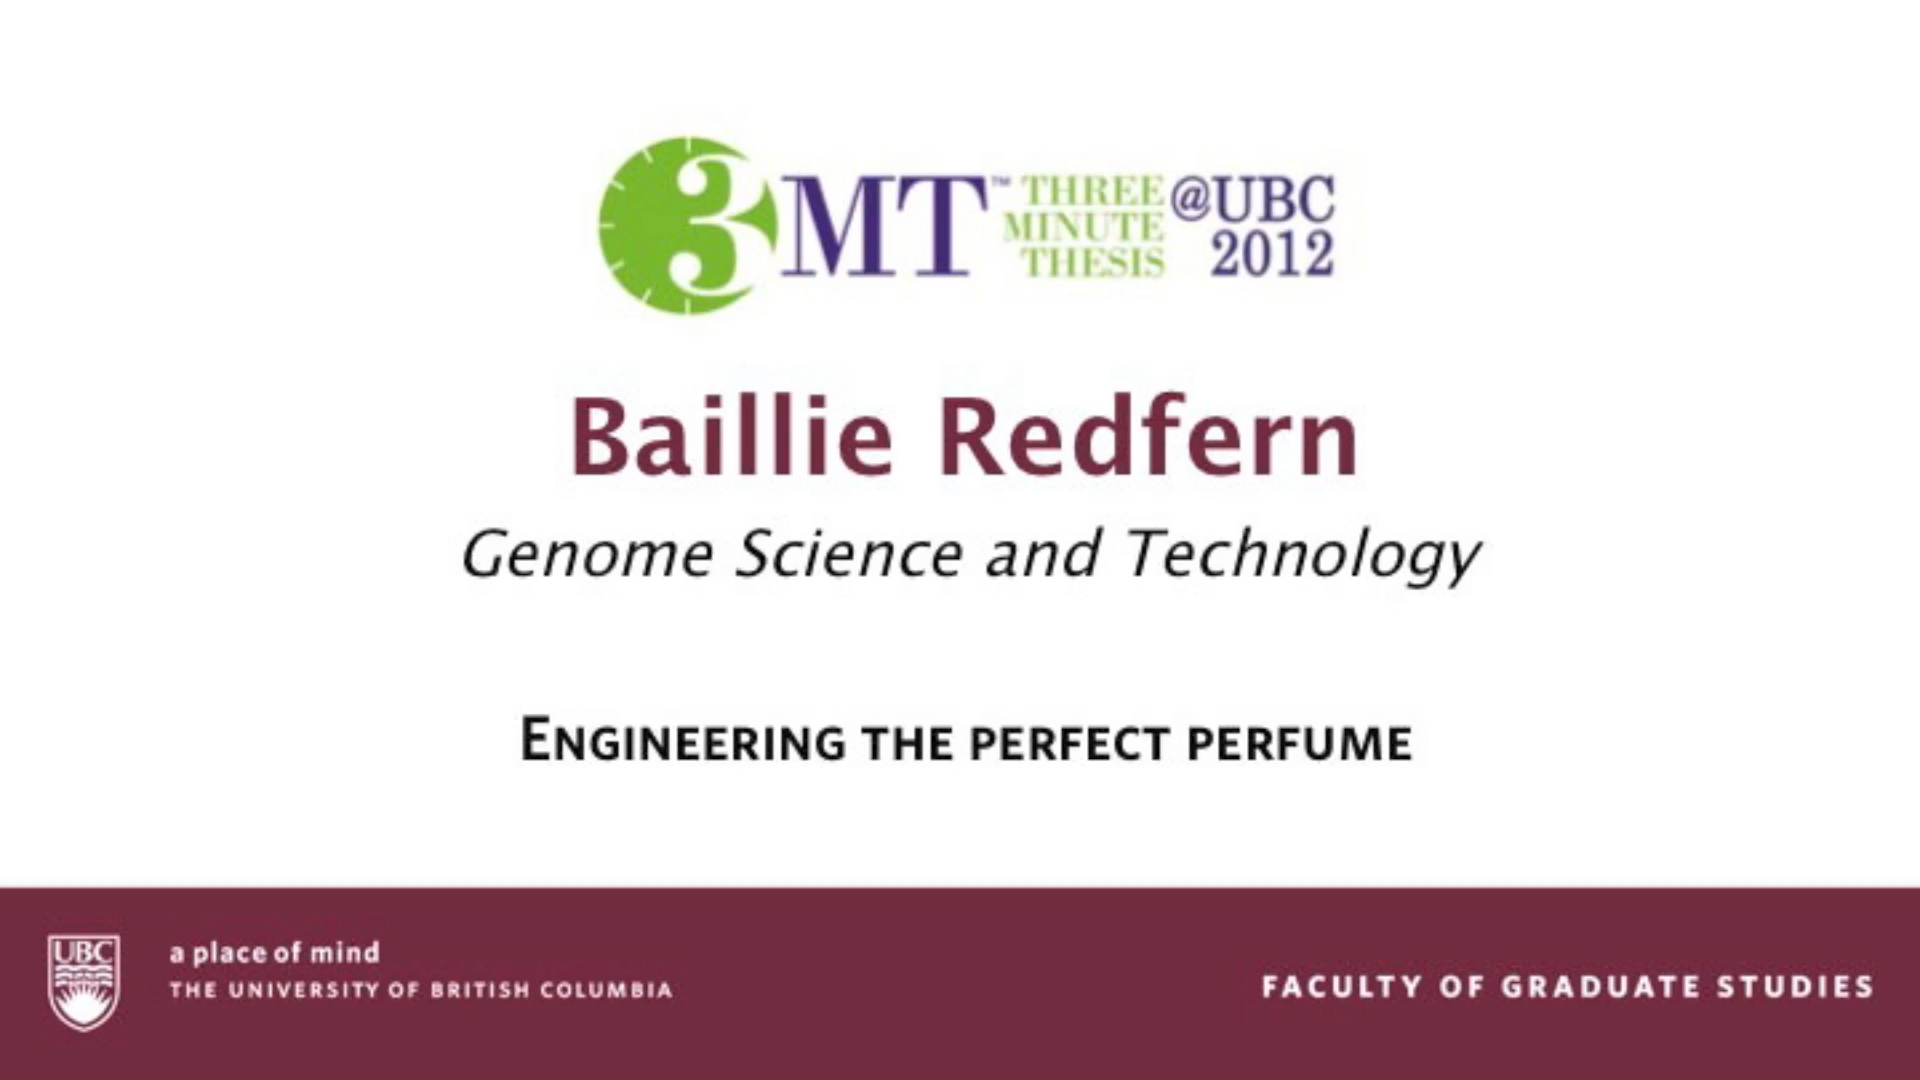 3MT™ THREE MINUTE THESIS @UBC 2012
Baillie Redfern
Genome Science and Technology
ENGINEERING THE PERFECT PERFUME
UBC
a place of mind
THE UNIVERSITY OF BRITISH COLUMBIA
FACULTY OF GRADUATE STUDIES